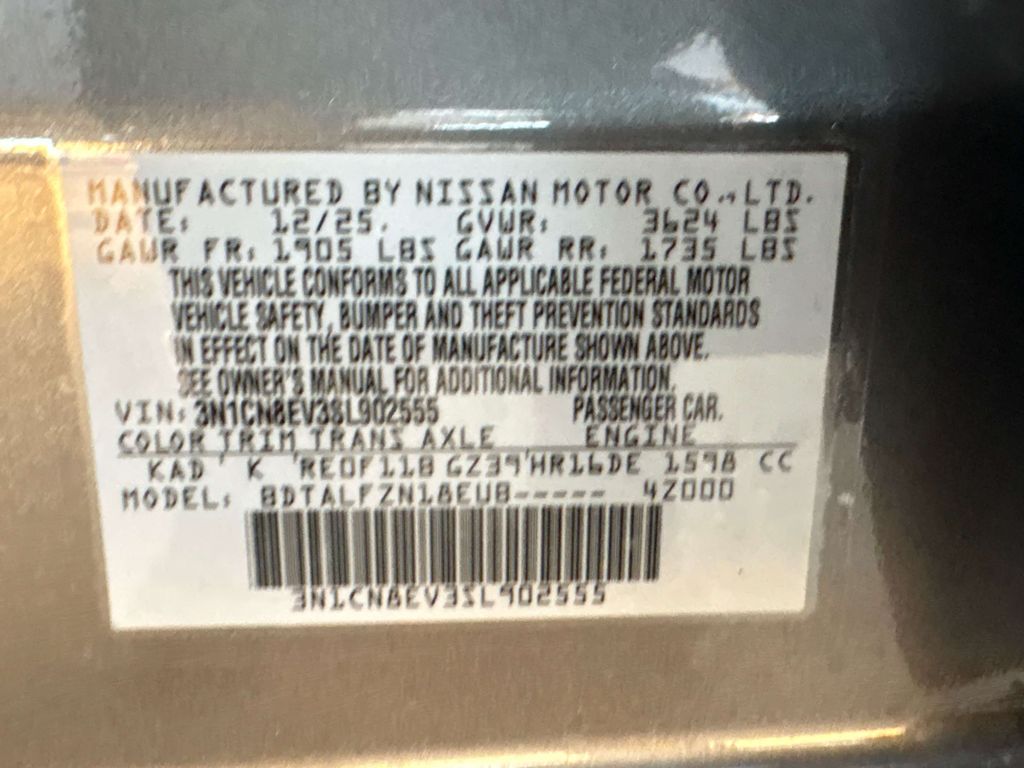 MANUFACTURED BY NISSAN MOTOR CO., LTD.
DATE: 12/25. GVWR: 3624 LBS
GAWR FR: 1905 LBS GAWR RR: 1735 LBS
THIS VEHICLE CONFORMS TO ALL APPLICABLE FEDERAL MOTOR
VEHICLE SAFETY, BUMPER AND THEFT PREVENTION STANDARDS
IN EFFECT ON THE DATE OF MANUFACTURE SHOWN ABOVE.
SEE OWNER'S MANUAL FOR ADDITIONAL INFORMATION.
VIN: 3N1CN8EV3SL902555 PASSENGER CAR.
COLOR TRIM TRANS AXLE ENGINE
KAD K RE0F11B GZ39 HR16DE 1598 CC
MODEL: BDTALFZN18EUB----- 4Z000
3N1CN8EV3SL902555